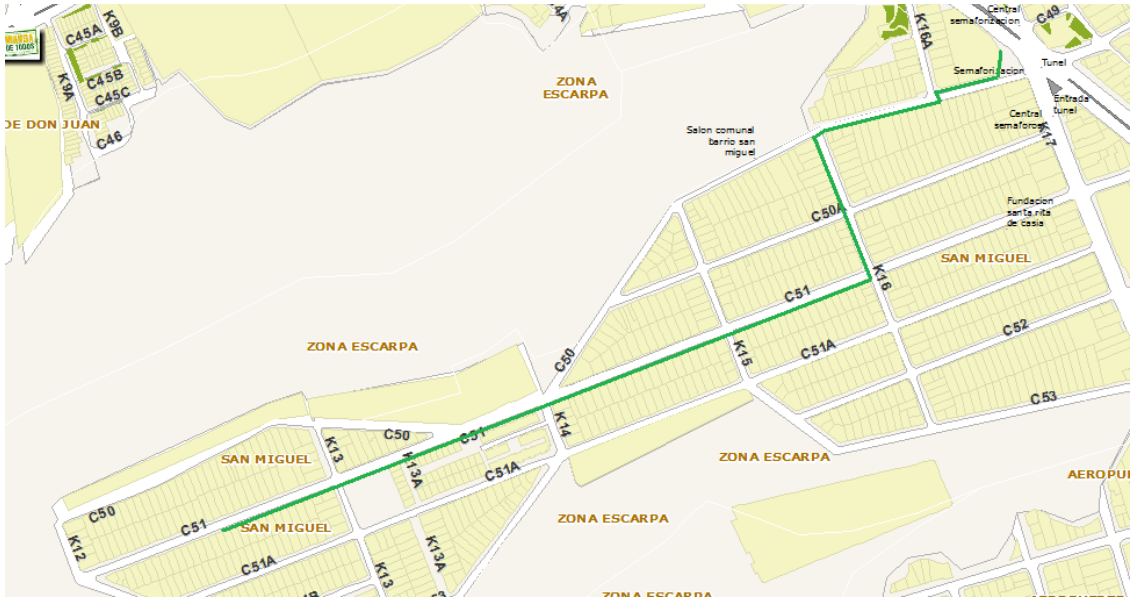 C45A
K9B
K9A
C45B
C45C
C46
DE DON JUAN
DE TODOS
ZONA
ESCARPA
K16A
Central
semaforizacion
C49
Semaforizacion
Tunel
Entrada
tunel
Central
semaforos
K17
Salon comunal
barrio san
miguel
C50A
Fundacion
santa rita
de casia
SAN MIGUEL
K16
C51
C52
ZONA ESCARPA
C50
K15
C51A
C53
K14
C50
C51
K13
K13A
SAN MIGUEL
C51A
ZONA ESCARPA
C50
C51
SAN MIGUEL
ZONA ESCARPA
K12
C51A
K13
K13A
ZONA ESCARPA